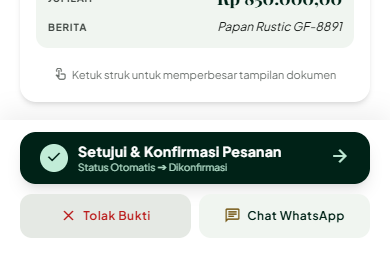 BERITA Papan Rustic GF-8891
Ketuk struk untuk memperbesar tampilan dokumen
Setujui & Konfirmasi Pesanan
Status Otomatis ➔ Dikonfirmasi
Tolak Bukti
Chat WhatsApp